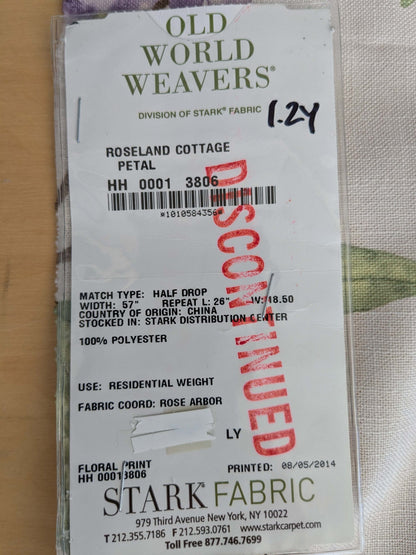 OLD
WORLD
WEAVERS®
DIVISION OF STARK® FABRIC
1.2Y
ROSELAND COTTAGE
PETAL
HH 0001 3806
*1010584356*
DISCONTINUED
MATCH TYPE: HALF DROP
WIDTH: 57" REPEAT L: 26" W: 18.50
COUNTRY OF ORIGIN: CHINA
STOCKED IN: STARK DISTRIBUTION CENTER
100% POLYESTER
USE: RESIDENTIAL WEIGHT
FABRIC COORD: ROSE ARBOR
LY
FLORAL PRINT PRINTED: 08/05/2014
HH 00013806
STARK FABRIC
979 Third Avenue New York, NY 10022
T 212.355.7186 F 212.593.0761 www.starkcarpet.com
Toll Free 877.746.7699